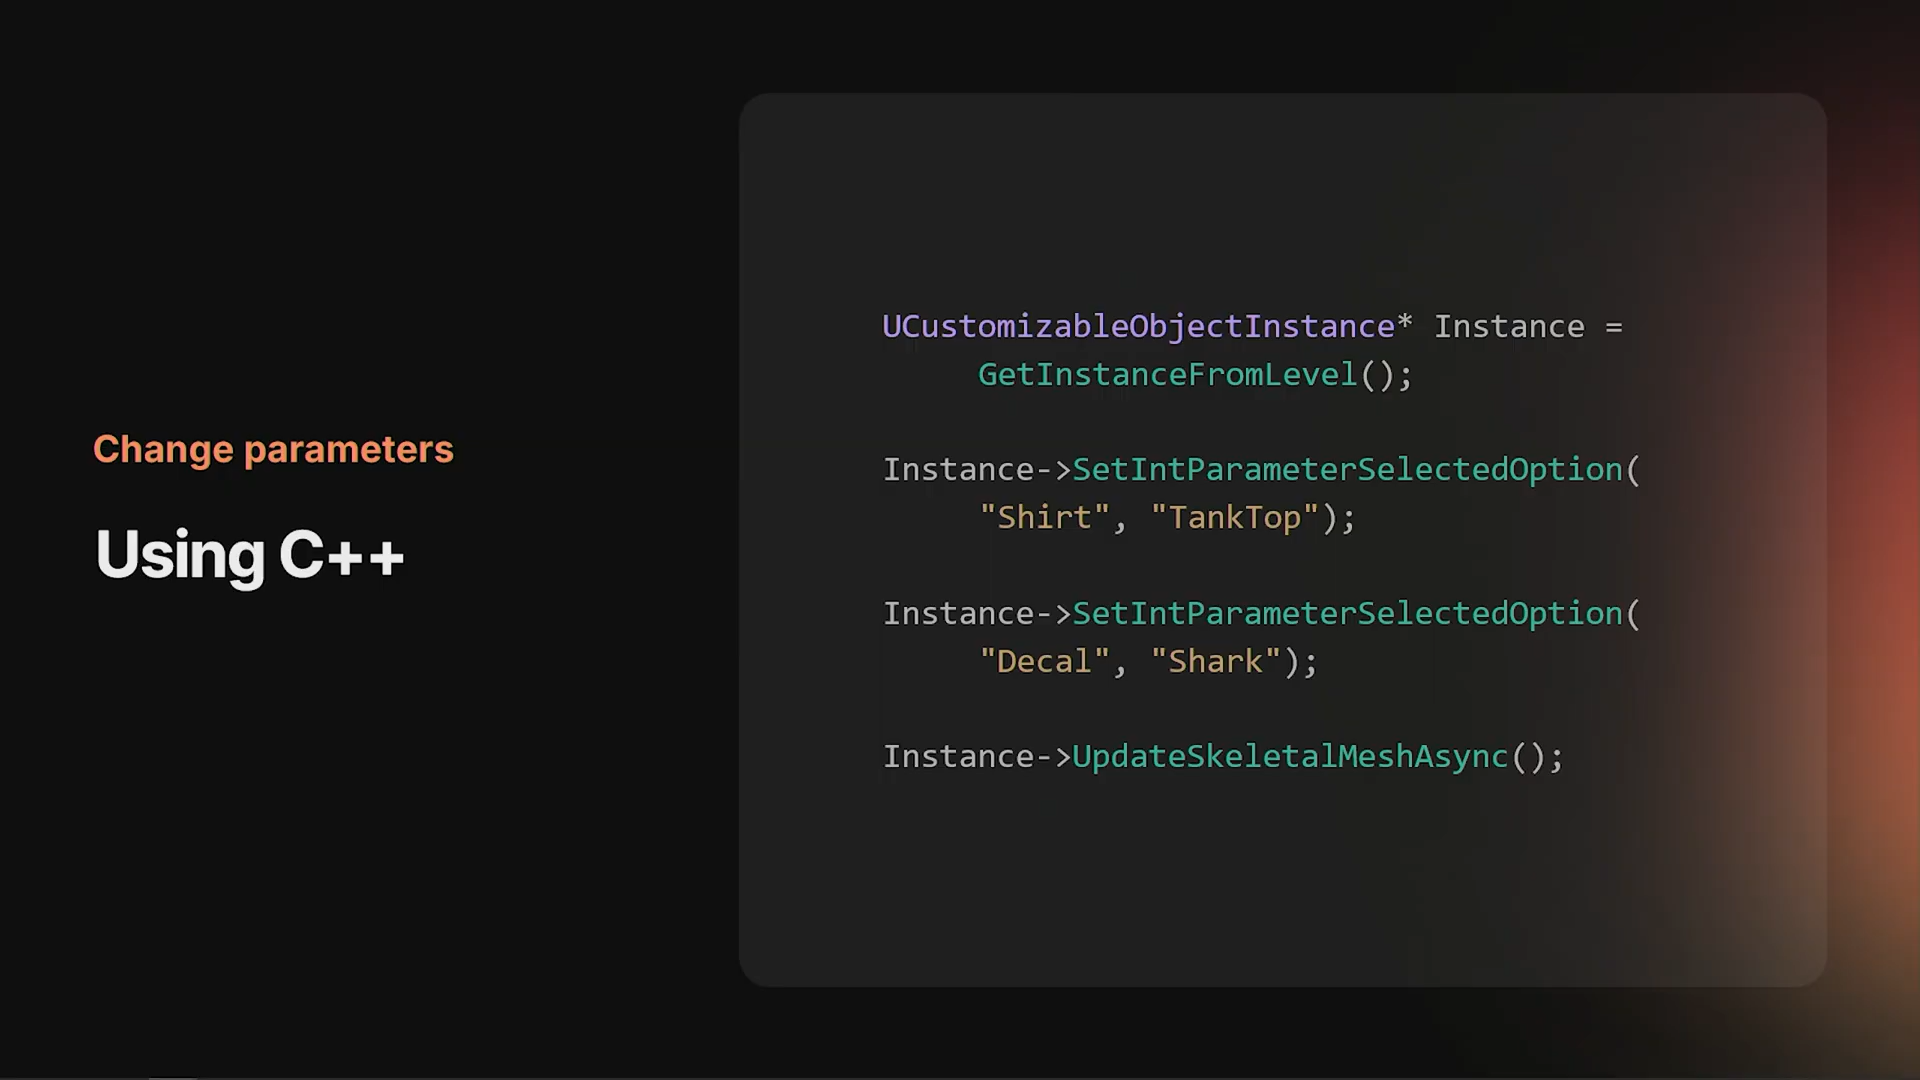 Change parameters
Using C++
UCustomizableObjectInstance* Instance =
GetInstanceFromLevel();
Instance->SetIntParameterSelectedOption(
"Shirt", "TankTop");
Instance->SetIntParameterSelectedOption(
"Decal", "Shark");
Instance->UpdateSkeletalMeshAsync();